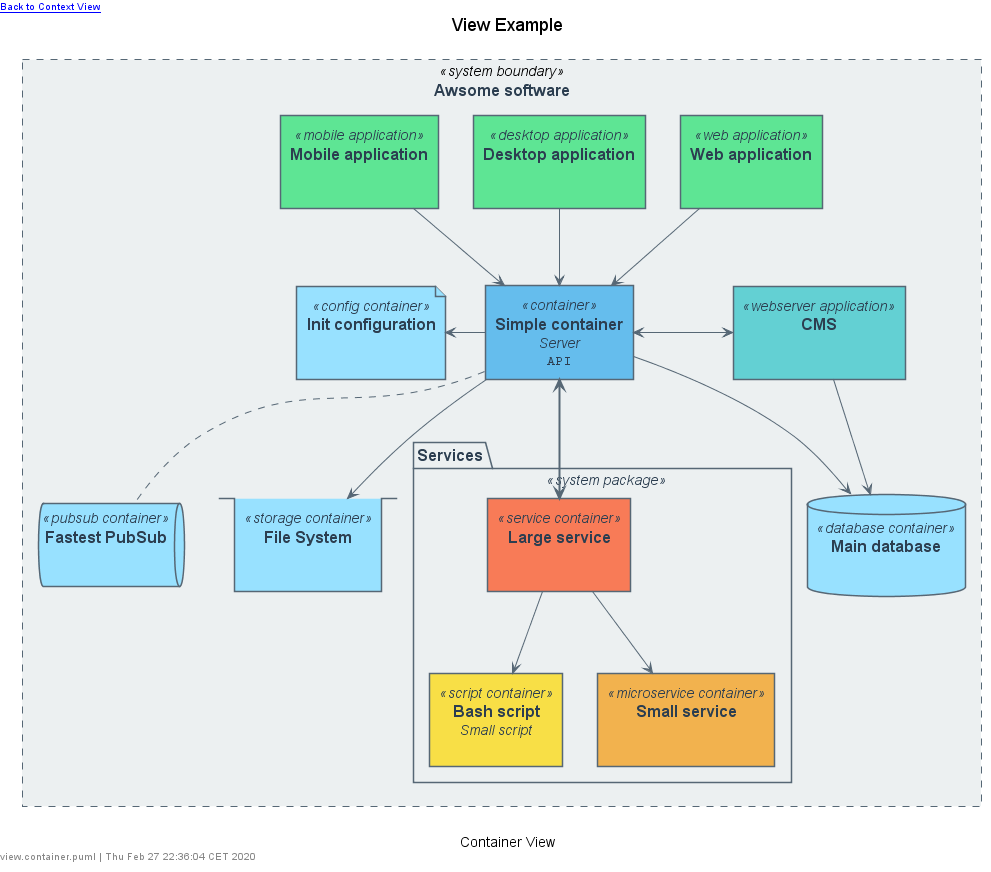 Back to Context View
View Example
«system boundary»
Awsome software
«mobile application»
Mobile application
«desktop application»
Desktop application
«web application»
Web application
«config container»
Init configuration
«container»
Simple container
Server
API
«webserver application»
CMS
Services
«system package»
«pubsub container»
Fastest PubSub
«storage container»
File System
«service container»
Large service
«database container»
Main database
«script container»
Bash script
Small script
«microservice container»
Small service
Container View
view.container.puml | Thu Feb 27 22:36:04 CET 2020